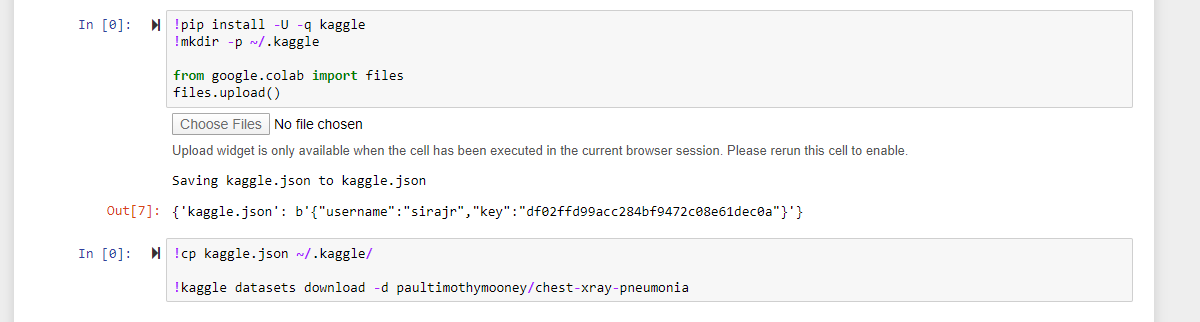 In [0]:
!pip install -U -q kaggle
!mkdir -p ~/.kaggle
from google.colab import files
files.upload()
Choose Files No file chosen
Upload widget is only available when the cell has been executed in the current browser session. Please rerun this cell to enable.
Saving kaggle.json to kaggle.json
Out[7]: {'kaggle.json': b'{"username":"sirajr","key":"df02ffd99acc284bf9472c08e61dec0a"}'}
In [0]:
!cp kaggle.json ~/.kaggle/
!kaggle datasets download -d paultimothymooney/chest-xray-pneumonia